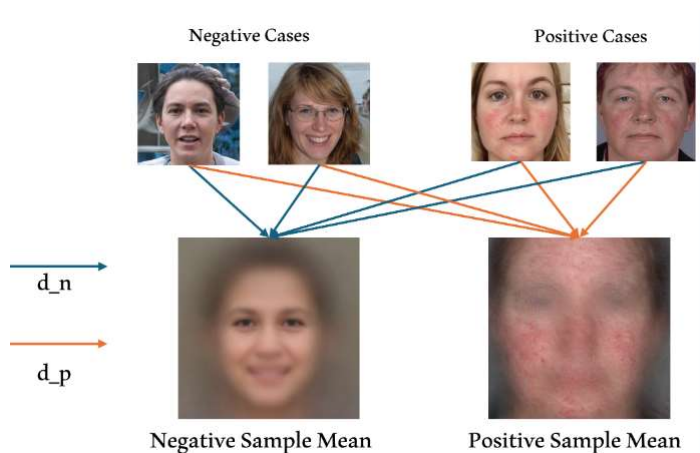 Negative Cases
Positive Cases
d_n
d_p
Negative Sample Mean
Positive Sample Mean